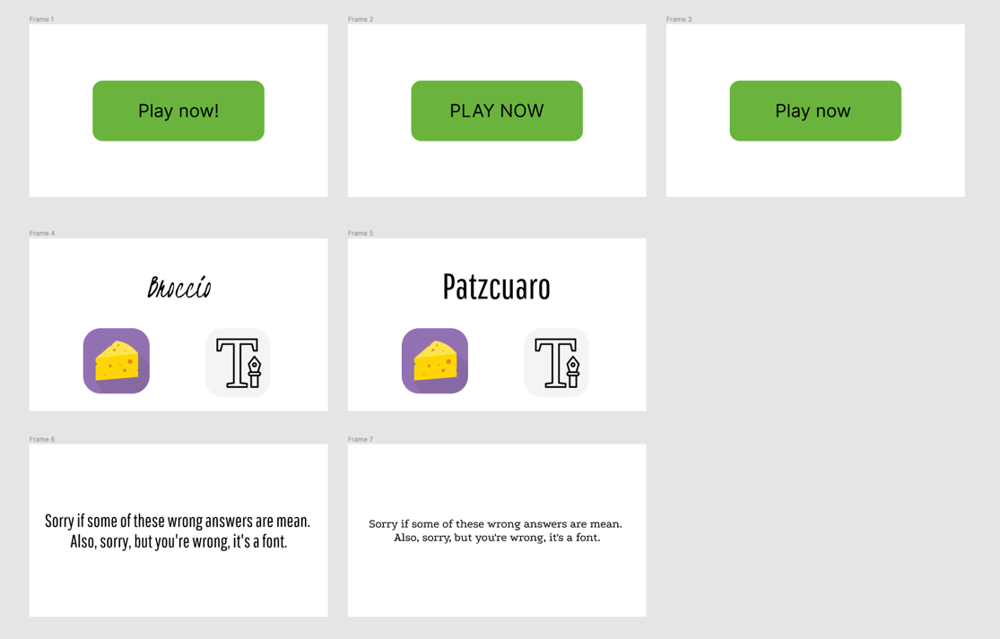 Frame 1
Frame 2
Frame 3
Play now!
PLAY NOW
Play now
Frame 4
Frame 5
Broccio
Patzcuaro
T
T
Frame 6
Frame 7
Sorry if some of these wrong answers are mean.
Also, sorry, but you're wrong, it's a font.
Sorry if some of these wrong answers are mean.
Also, sorry, but you're wrong, it's a font.